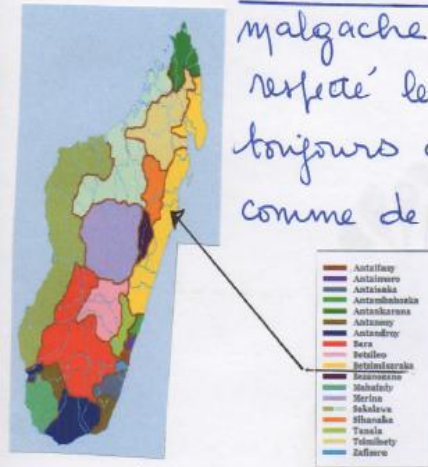 malgache
respecté le
toujours
comme de
Antaifasy
Antaimoro
Antaisaka
Antambahoaka
Antankarana
Antanosy
Antandroy
Bara
Betsileo
Betsimisaraka
Bezanozano
Mahafaly
Merina
Sakalava
Sihanaka
Tanala
Tsimihety
Zafisoro